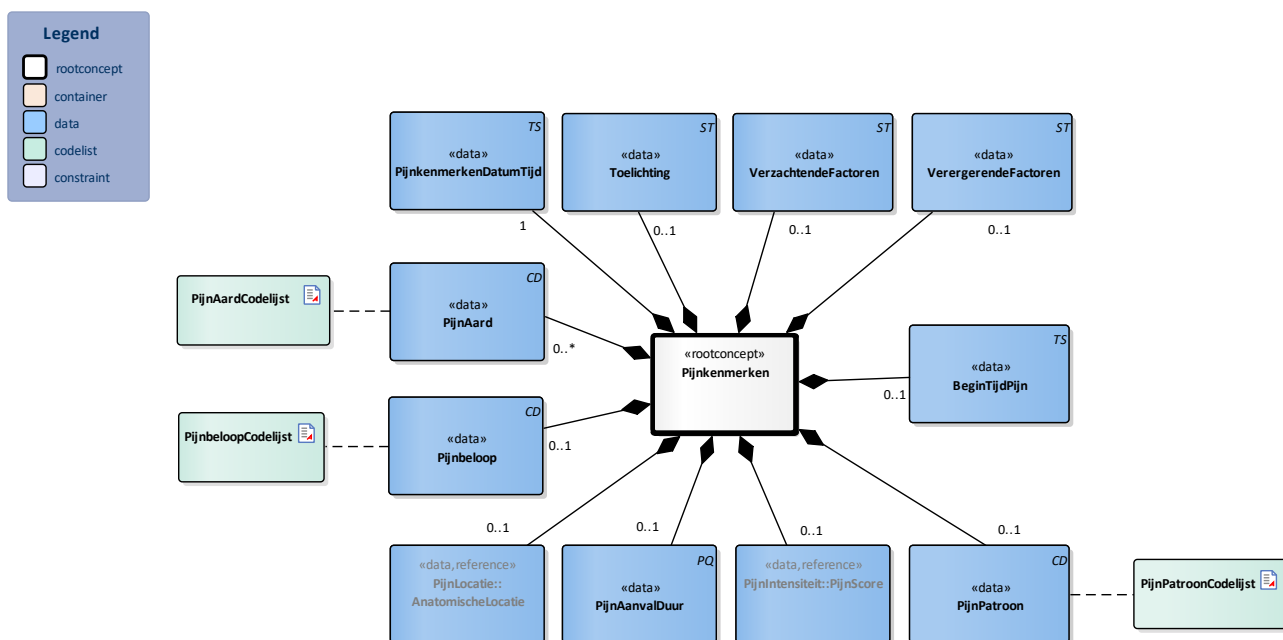 Legend
rootconcept
container
data
codelist
constraint
TS
«data»
PijnkenmerkenDatumTijd
ST
«data»
Toelichting
ST
«data»
VerzachtendeFactoren
ST
«data»
VerergerendeFactoren
1
0..1
0..1
0..1
PijnAardCodelijst
CD
«data»
PijnAard
0..*
«rootconcept»
Pijnkenmerken
TS
«data»
BeginTijdPijn
0..1
PijnbeloopCodelijst
CD
«data»
Pijnbeloop
0..1
0..1
0..1
0..1
0..1
«data,reference»
PijnLocatie::
AnatomischeLocatie
PQ
«data»
PijnAanvalDuur
«data,reference»
PijnIntensiteit::PijnScore
CD
«data»
PijnPatroon
PijnPatroonCodelijst